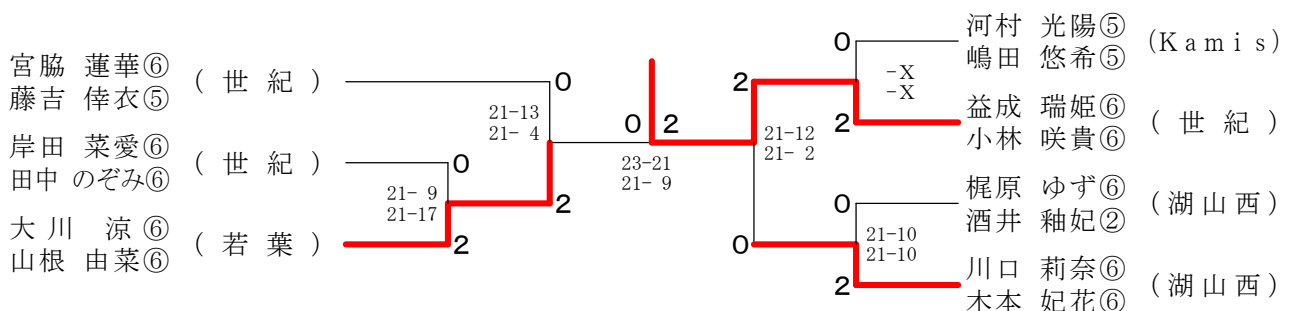 宮脇 蓮華⑥
藤吉 倖衣⑤
(世紀)
0
21-13
21- 4
岸田 菜愛⑥
田中 のぞみ⑥
(世紀)
0
21- 9
21-17
2
大川 涼⑥
山根 由菜⑥
(若葉)
2
0 2
23-21
21- 9
河村 光陽⑤
嶋田 悠希⑤
(Kamis)
0
-X
-X
2
益成 瑞姫⑥
小林 咲貴⑥
(世紀)
2
21-12
21- 2
梶原 ゆず⑥
酒井 釉妃②
(湖山西)
0
21-10
21-10
0
川口 莉奈⑥
木本 妃花⑥
(湖山西)
2